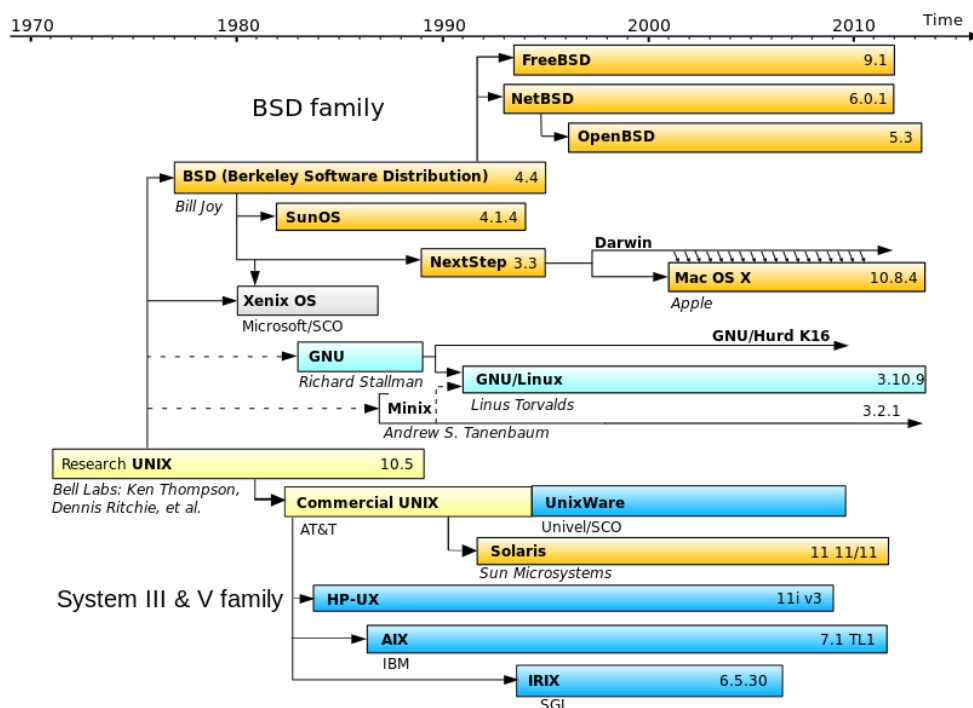 1970 1980 1990 2000 2010 Time
FreeBSD 9.1
BSD family
NetBSD 6.0.1
OpenBSD 5.3
BSD (Berkeley Software Distribution) 4.4
Bill Joy
SunOS 4.1.4
Darwin
NextStep 3.3
Mac OS X 10.8.4
Apple
Xenix OS
Microsoft/SCO
GNU/Hurd K16
GNU
Richard Stallman
GNU/Linux 3.10.9
Linus Torvalds
Minix 3.2.1
Andrew S. Tanenbaum
Research UNIX 10.5
Bell Labs: Ken Thompson,
Dennis Ritchie, et al.
Commercial UNIX UnixWare
AT&T Univel/SCO
Solaris 11 11/11
Sun Microsystems
System III & V family
HP-UX 11i v3
AIX 7.1 TL1
IBM
IRIX 6.5.30
SGI